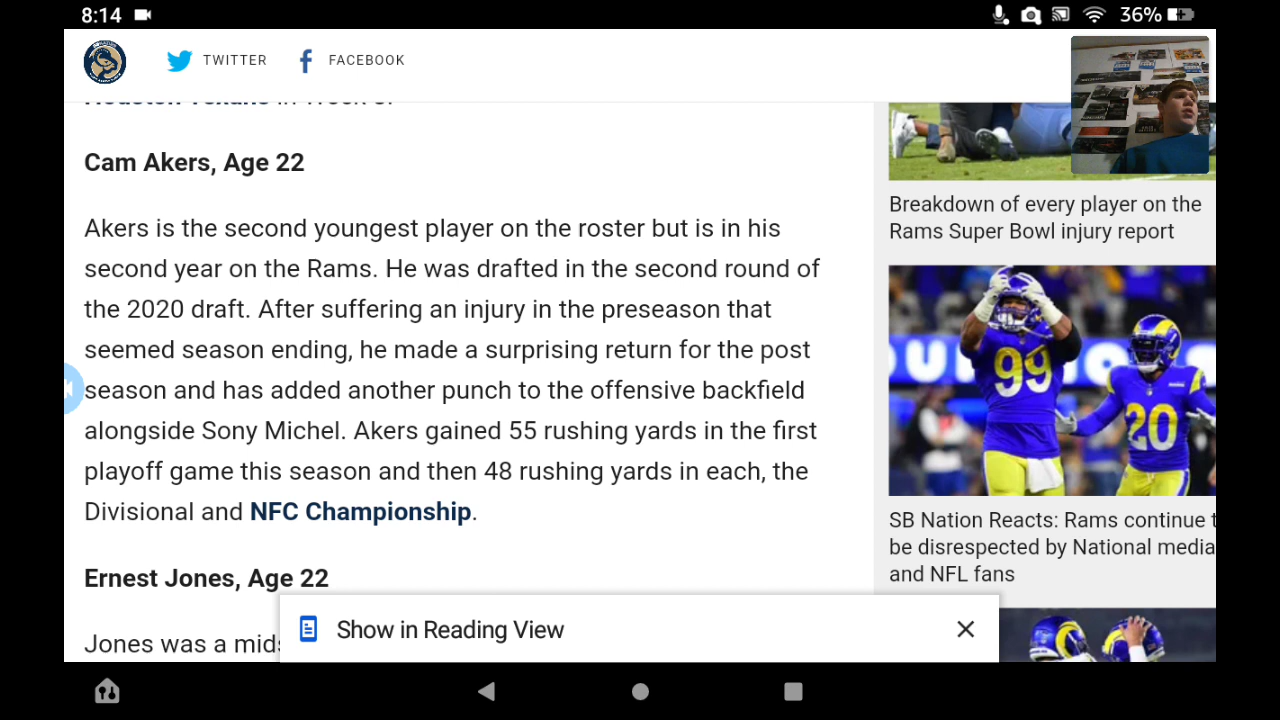 8:14
36%
TWITTER
FACEBOOK
Cam Akers, Age 22
Akers is the second youngest player on the roster but is in his
second year on the Rams. He was drafted in the second round of
the 2020 draft. After suffering an injury in the preseason that
seemed season ending, he made a surprising return for the post
season and has added another punch to the offensive backfield
alongside Sony Michel. Akers gained 55 rushing yards in the first
playoff game this season and then 48 rushing yards in each, the
Divisional and NFC Championship.
Ernest Jones, Age 22
Jones was a mids
Breakdown of every player on the
Rams Super Bowl injury report
99
20
SB Nation Reacts: Rams continue t
be disrespected by National media
and NFL fans
Show in Reading View